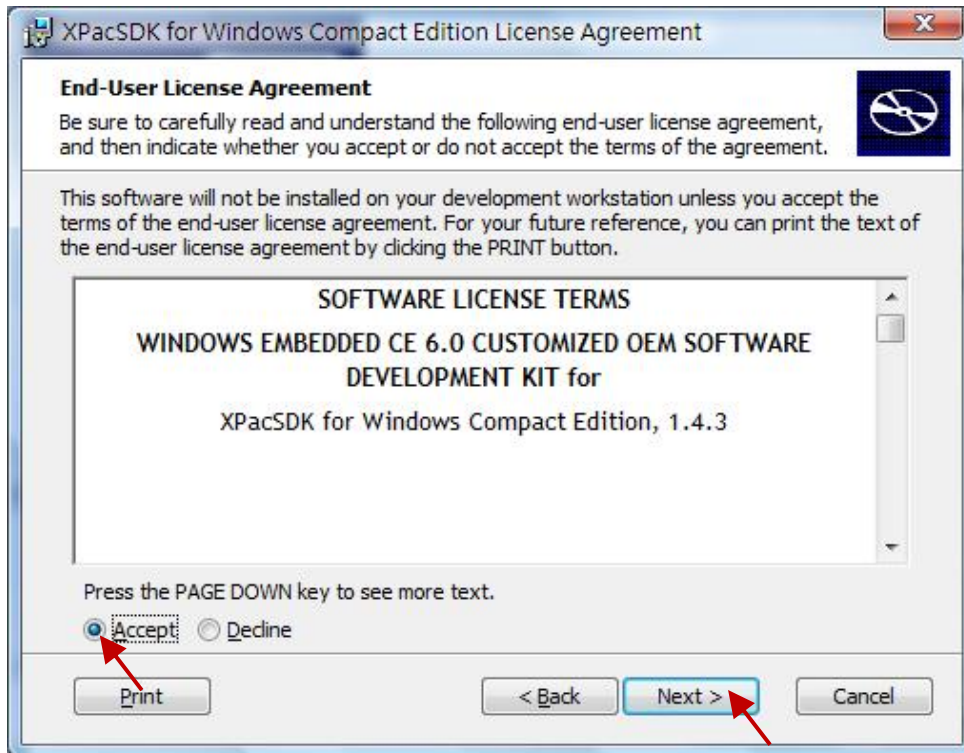 XPacSDK for Windows Compact Edition License Agreement
End-User License Agreement
Be sure to carefully read and understand the following end-user license agreement,
and then indicate whether you accept or do not accept the terms of the agreement.
This software will not be installed on your development workstation unless you accept the
terms of the end-user license agreement. For your future reference, you can print the text of
the end-user license agreement by clicking the PRINT button.
SOFTWARE LICENSE TERMS
WINDOWS EMBEDDED CE 6.0 CUSTOMIZED OEM SOFTWARE
DEVELOPMENT KIT for
XPacSDK for Windows Compact Edition, 1.4.3
Press the PAGE DOWN key to see more text.
Accept Decline
Print < Back Next > Cancel